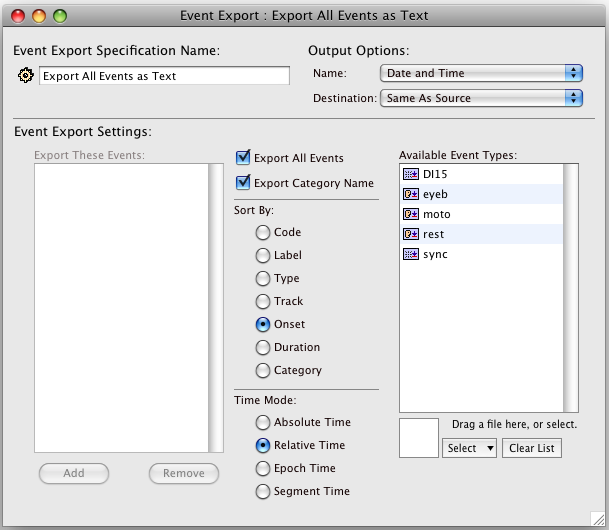 Event Export : Export All Events as Text
Event Export Specification Name:
Export All Events as Text
Output Options:
Name: Date and Time
Destination: Same As Source
Event Export Settings:
Export These Events:
Add
Remove
Export All Events
Export Category Name
Sort By:
Code
Label
Type
Track
Onset
Duration
Category
Time Mode:
Absolute Time
Relative Time
Epoch Time
Segment Time
Available Event Types:
DI15
eyeb
moto
rest
sync
Drag a file here, or select.
Select
Clear List